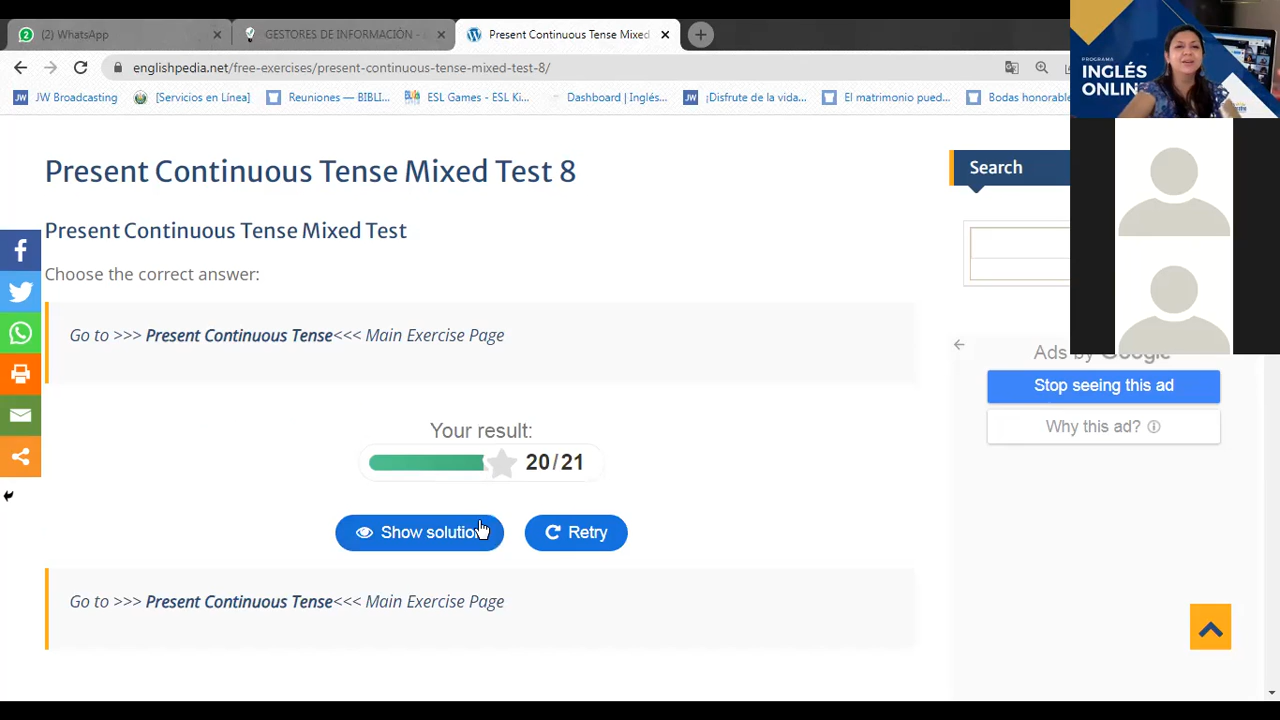 2 (2) WhatsApp
GESTORES DE INFORMACIÓN -
Present Continuous Tense Mixed
englishpedia.net/free-exercises/present-continuous-tense-mixed-test-8/
JW Broadcasting
[Servicios en Línea]
Reuniones — BIBLI...
ESL Games - ESL Ki...
Dashboard | Inglés...
¡Disfrute de la vida...
El matrimonio pued...
Bodas honorable
PROGRAMA
INGLÉS
ONLIN
Present Continuous Tense Mixed Test 8
Search
Present Continuous Tense Mixed Test
Choose the correct answer:
Go to >>> Present Continuous Tense<<< Main Exercise Page
Ads by Google
Stop seeing this ad
Why this ad?
Your result:
20/21
Show solution
Retry
Go to >>> Present Continuous Tense<<< Main Exercise Page